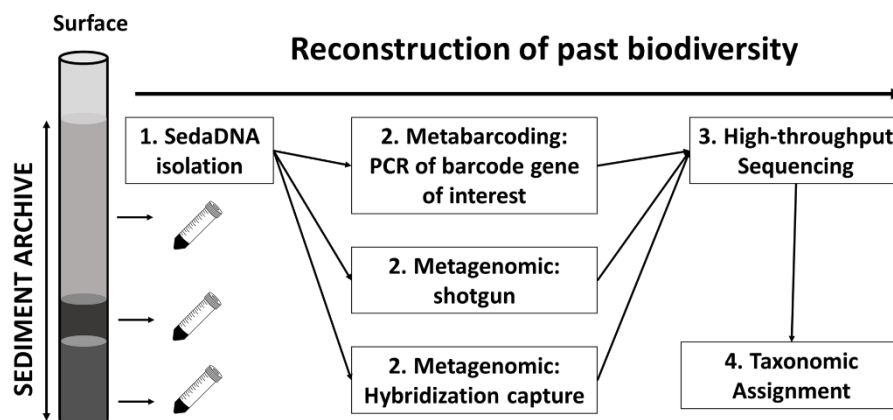 Surface
Reconstruction of past biodiversity
SEDIMENT ARCHIVE
1. SedaDNA
isolation
2. Metabarcoding:
PCR of barcode gene
of interest
2. Metagenomic:
shotgun
2. Metagenomic:
Hybridization capture
3. High-throughput
Sequencing
4. Taxonomic
Assignment